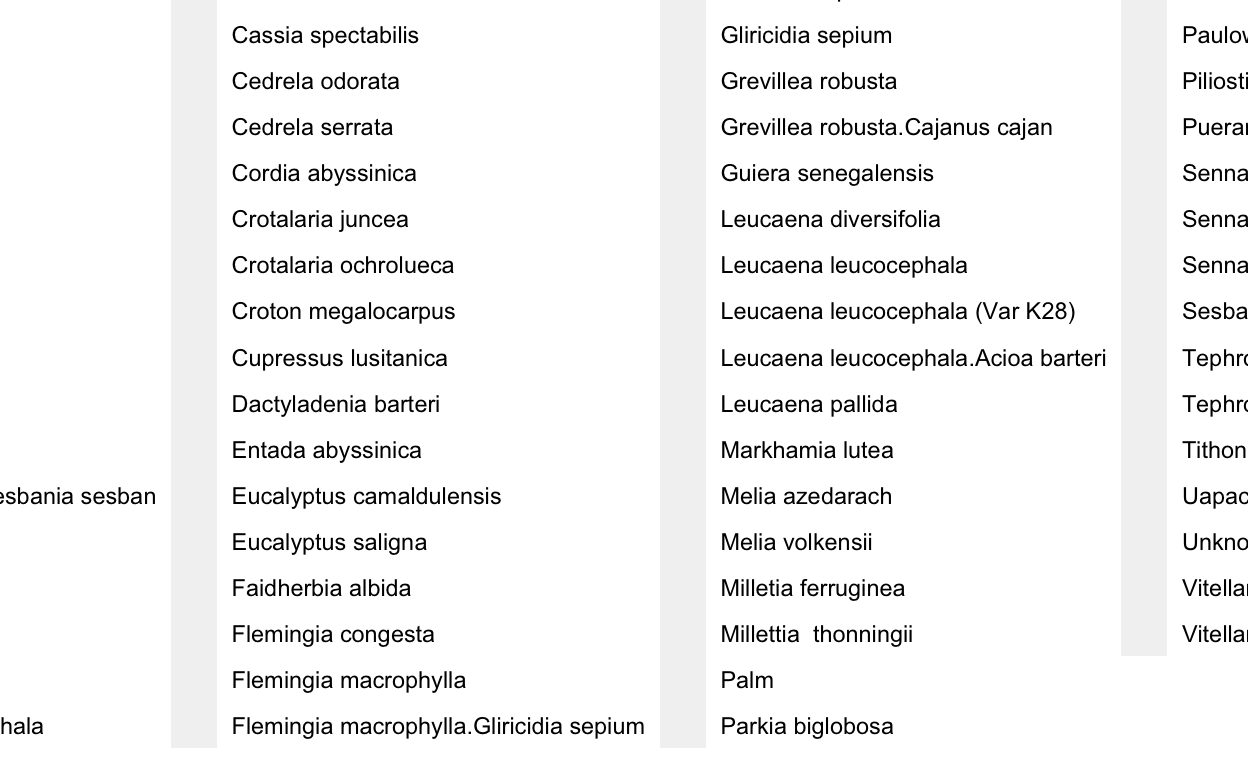 esbania sesban
hala
Cassia spectabilis
Cedrela odorata
Cedrela serrata
Cordia abyssinica
Crotalaria juncea
Crotalaria ochrolueca
Croton megalocarpus
Cupressus lusitanica
Dactyladenia barteri
Entada abyssinica
Eucalyptus camaldulensis
Eucalyptus saligna
Faidherbia albida
Flemingia congesta
Flemingia macrophylla
Flemingia macrophylla.Gliricidia sepium
Gliricidia sepium
Grevillea robusta
Grevillea robusta.Cajanus cajan
Guiera senegalensis
Leucaena diversifolia
Leucaena leucocephala
Leucaena leucocephala (Var K28)
Leucaena leucocephala.Acioa barteri
Leucaena pallida
Markhamia lutea
Melia azedarach
Melia volkensii
Milletia ferruginea
Millettia  thonningii
Palm
Parkia biglobosa
Paulow
Piliosti
Puerar
Senna
Senna
Senna
Sesba
Tephro
Tephro
Tithon
Uapac
Unkno
Vitellar
Vitellar